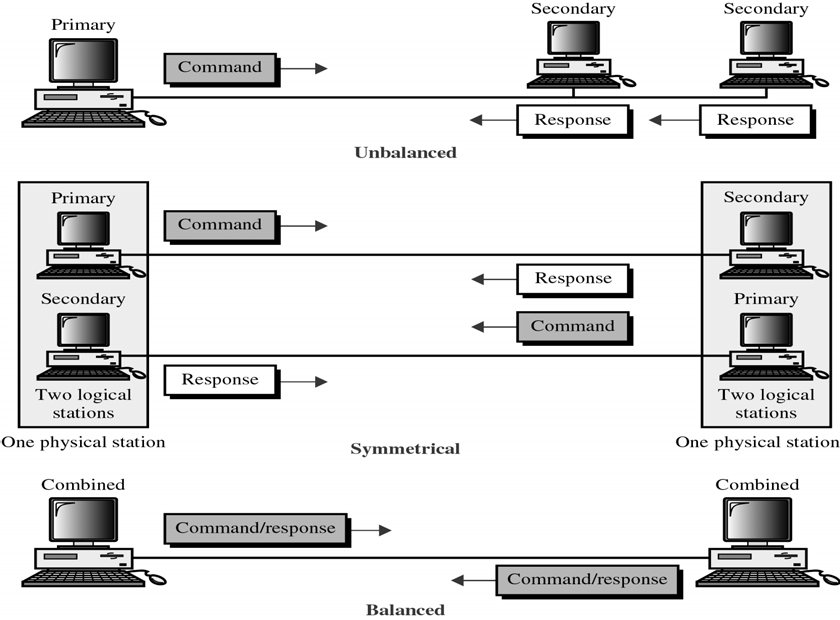 Primary
Secondary
Secondary
Command
Response
Response
Unbalanced
Primary
Secondary
Command
Response
Secondary
Primary
Command
Response
Two logical
stations
Two logical
stations
One physical station
One physical station
Symmetrical
Combined
Combined
Command/response
Command/response
Balanced